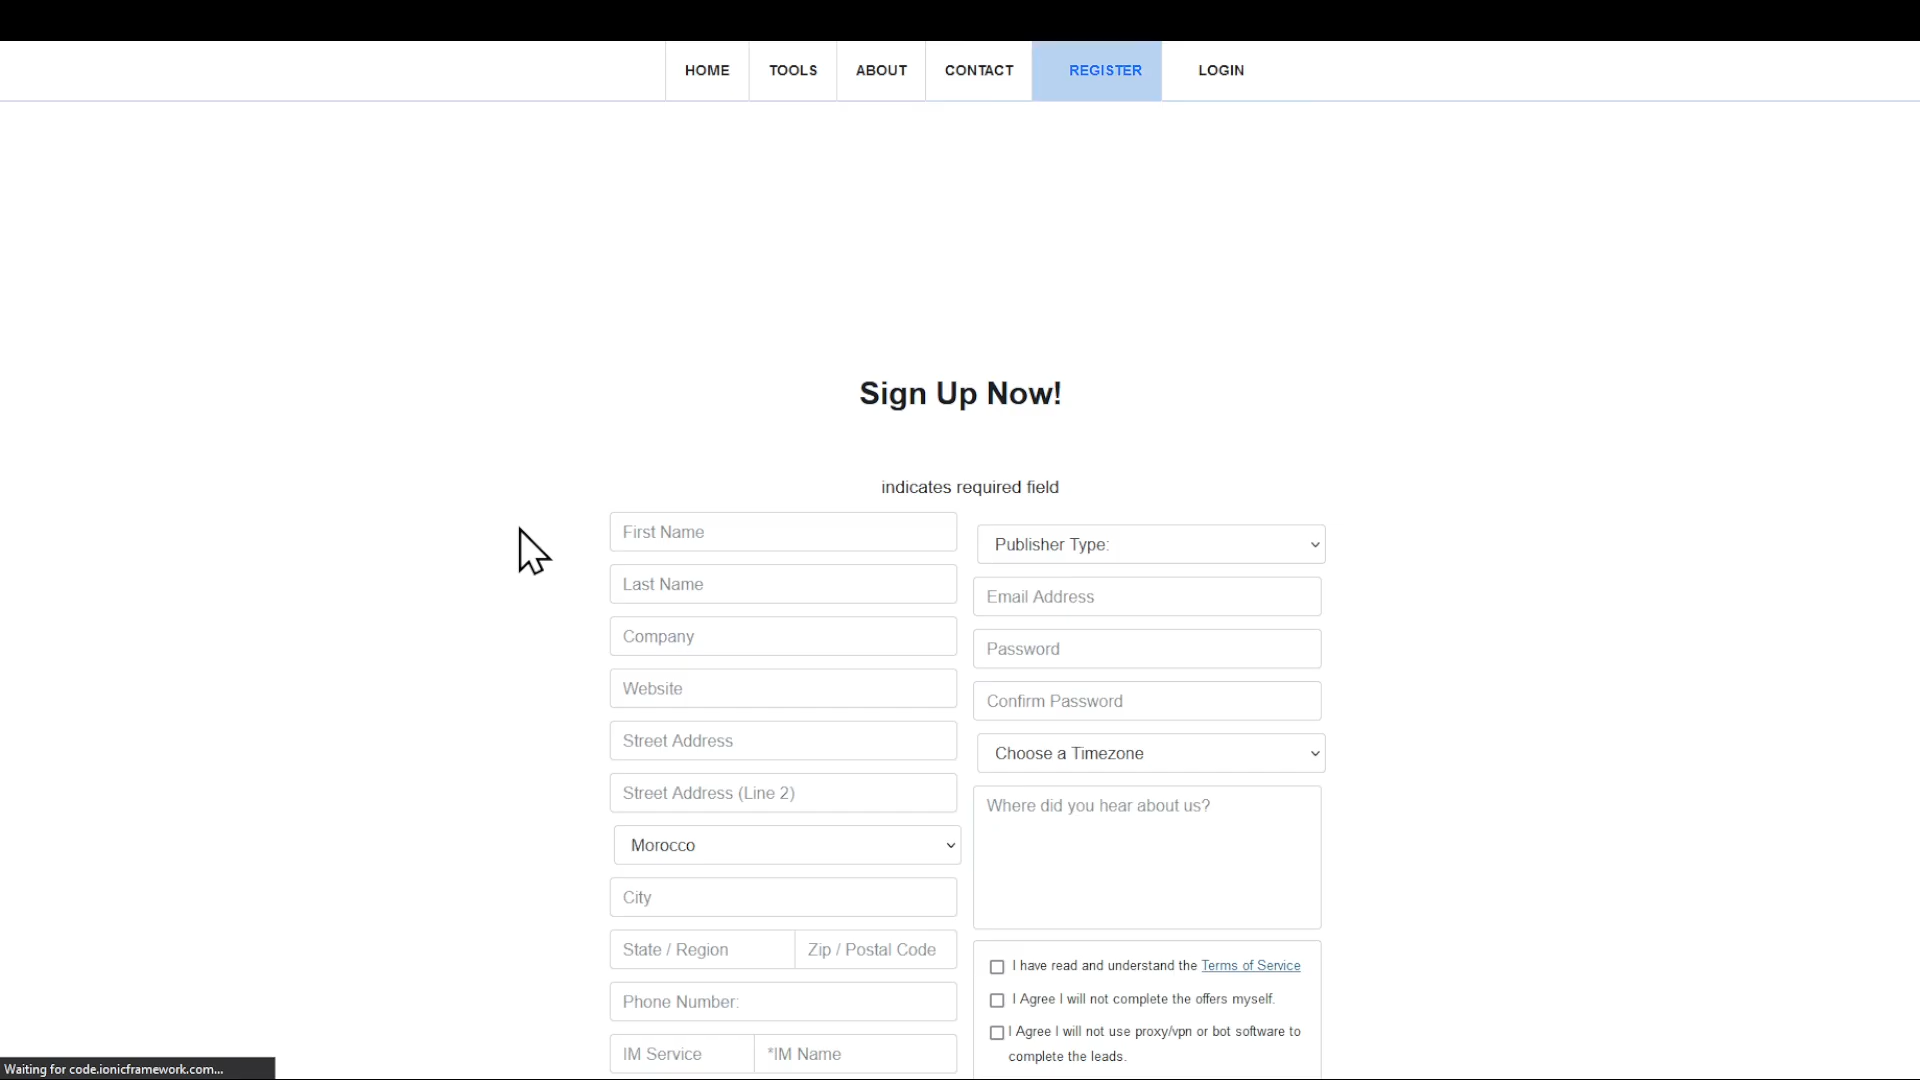 HOME TOOLS ABOUT CONTACT REGISTER LOGIN
Sign Up Now!
indicates required field
First Name
Last Name
Company
Website
Street Address
Street Address (Line 2)
Morocco
City
State / Region Zip / Postal Code
Phone Number:
IM Service *IM Name
Publisher Type:
Email Address
Password
Confirm Password
Choose a Timezone
Where did you hear about us?
I have read and understand the Terms of Service
I Agree I will not complete the offers myself.
I Agree I will not use proxy/vpn or bot software to
complete the leads.
Waiting for code.ionicframework.com...